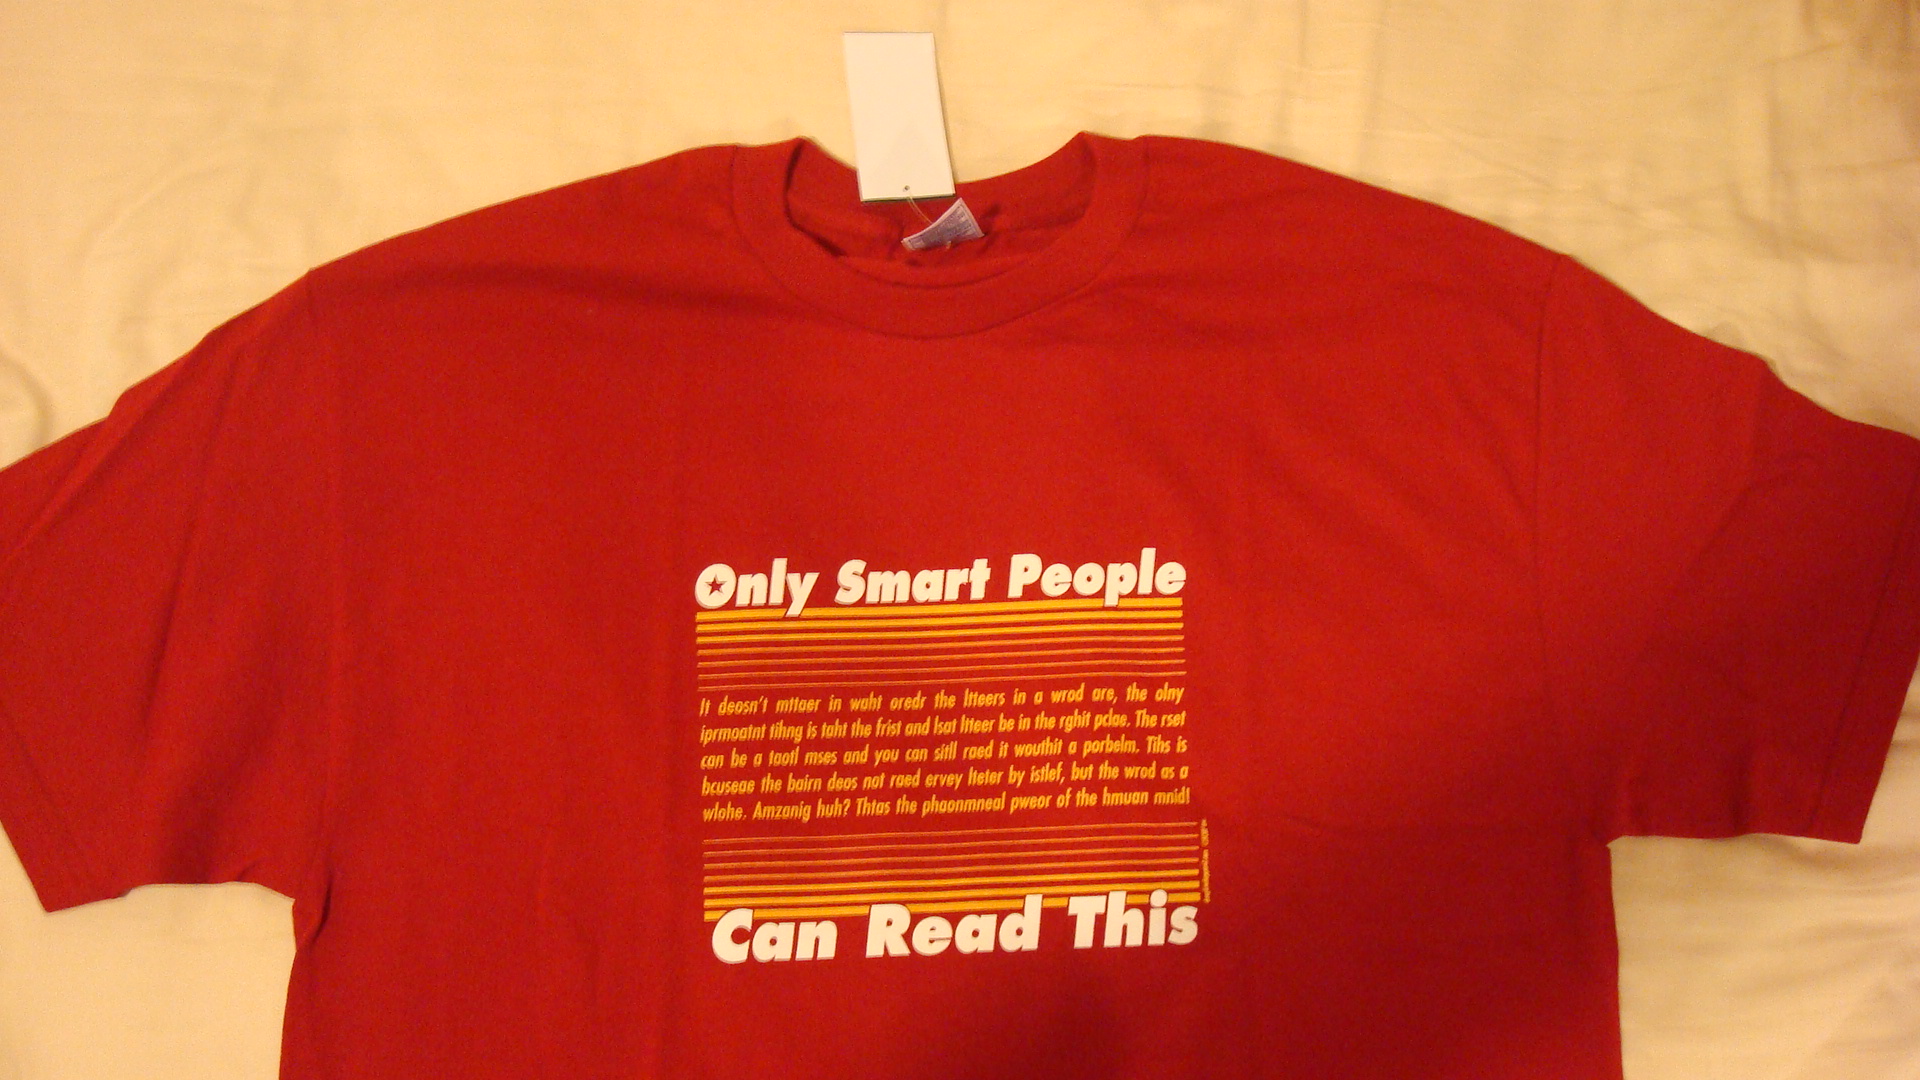 Only Smart People
It deosn't mttaer in waht oredr the ltteers in a wrod are, the olny
iprmoatnt tihng is taht the frist and lsat ltteer be in the rghit pclae. The rset
can be a taotl mses and you can sitll raed it wouthit a porbelm. Tihs is
bcuseae the bairn deos not raed ervey lteter by istlef, but the wrod as a
wlohe. Amzanig huh? Thtas the phaonmneal pweor of the hmuan mnid!
Can Read This